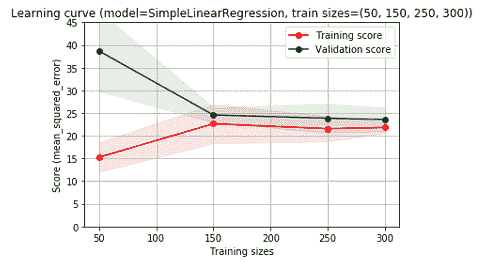 Learning curve (model=SimpleLinearRegression, train sizes=(50, 150, 250, 300))
45
40
35
30
25
20
15
10
5
0
Score (mean_squared_error)
Training score
Validation score
50 100 150 200 250 300
Training sizes